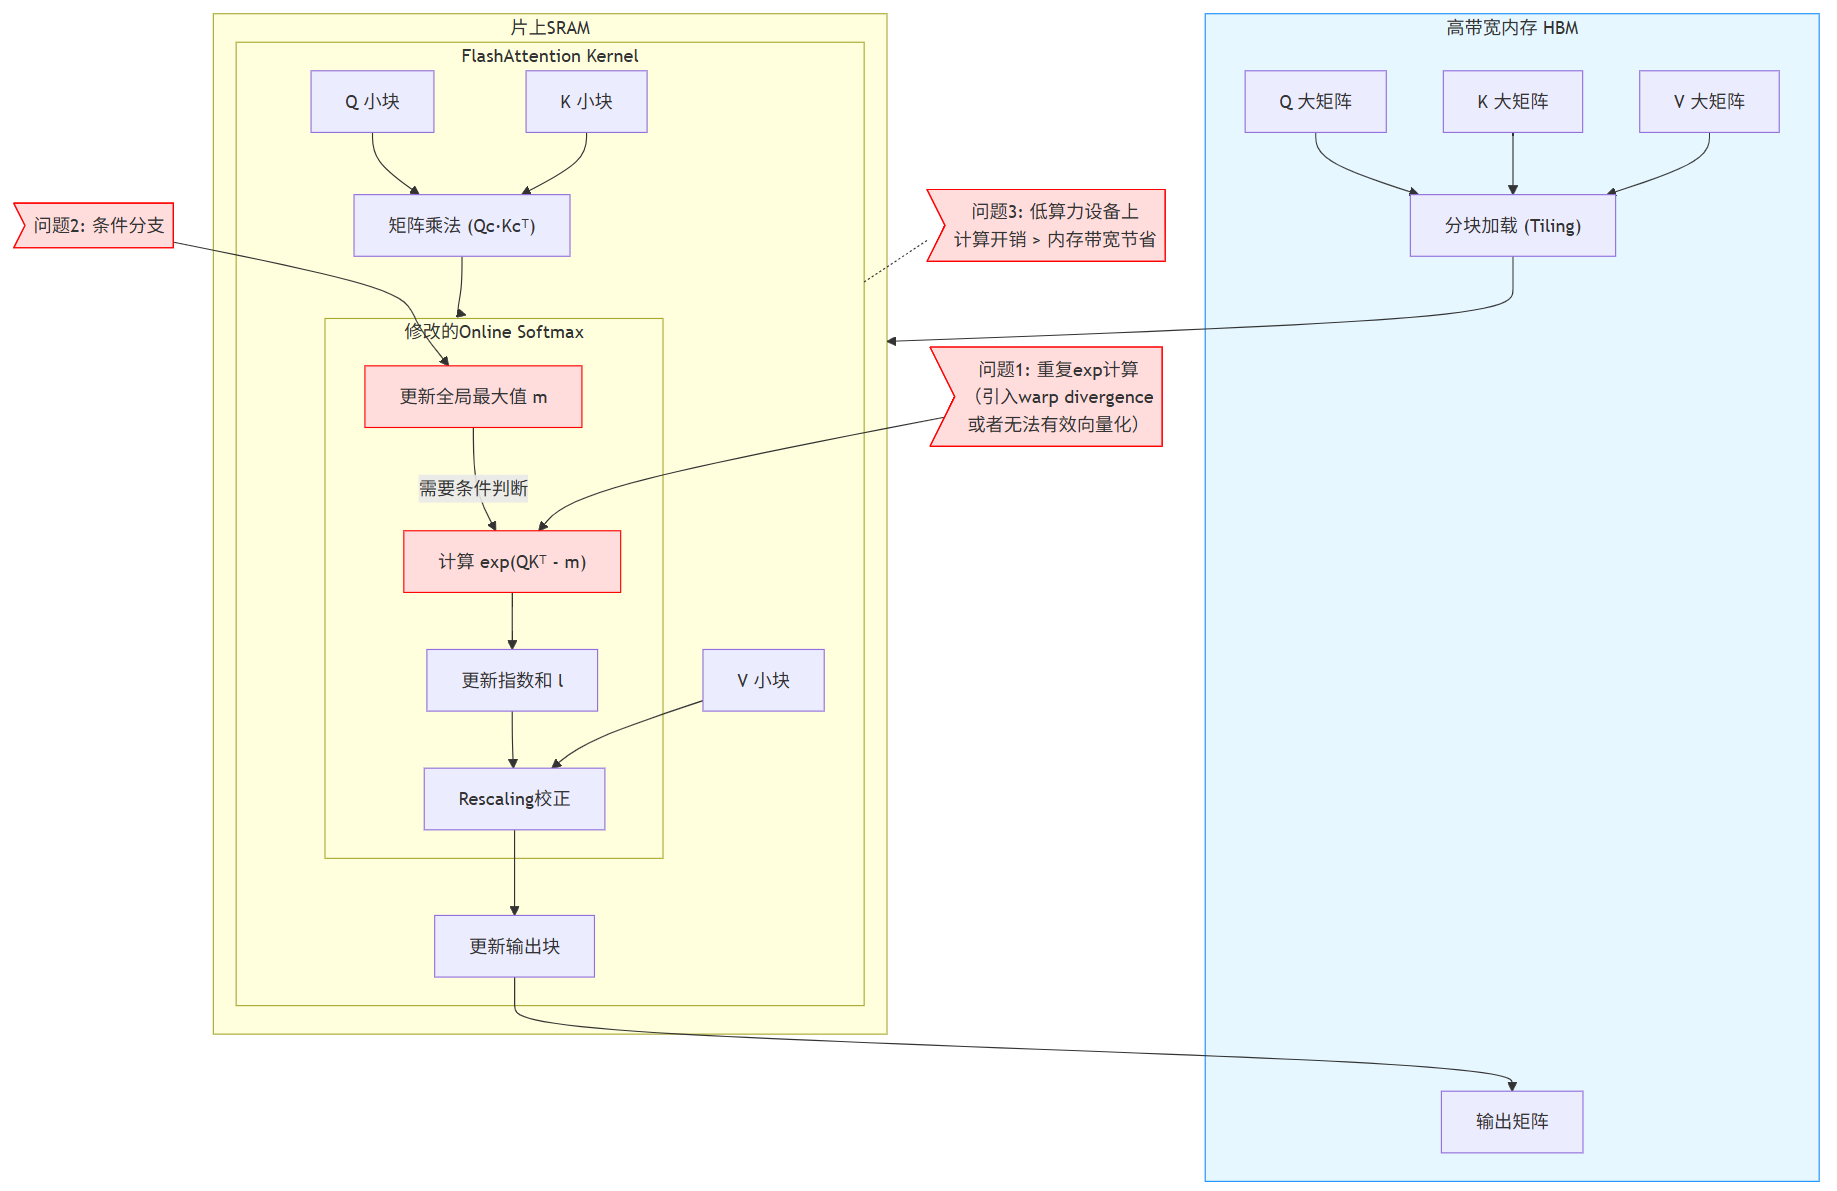 片上SRAM
FlashAttention Kernel
Q 小块
K 小块
矩阵乘法 (Qc·Kcᵀ)
问题2: 条件分支
修改的Online Softmax
更新全局最大值 m
需要条件判断
计算 exp(QKᵀ - m)
更新指数和 l
V 小块
Rescaling校正
更新输出块
问题3: 低算力设备上
计算开销 > 内存带宽节省
问题1: 重复exp计算
（引入warp divergence
或者无法有效向量化）
高带宽内存 HBM
Q 大矩阵
K 大矩阵
V 大矩阵
分块加载 (Tiling)
输出矩阵